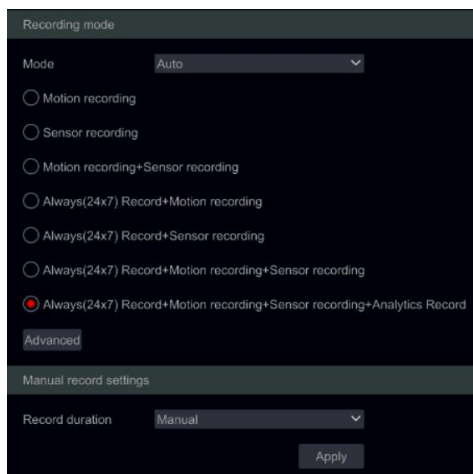 Recording mode
Mode Auto
Motion recording
Sensor recording
Motion recording+Sensor recording
Always(24x7) Record+Motion recording
Always(24x7) Record+Sensor recording
Always(24x7) Record+Motion recording+Sensor recording
Always(24x7) Record+Motion recording+Sensor recording+Analytics Record
Advanced
Manual record settings
Record duration Manual
Apply